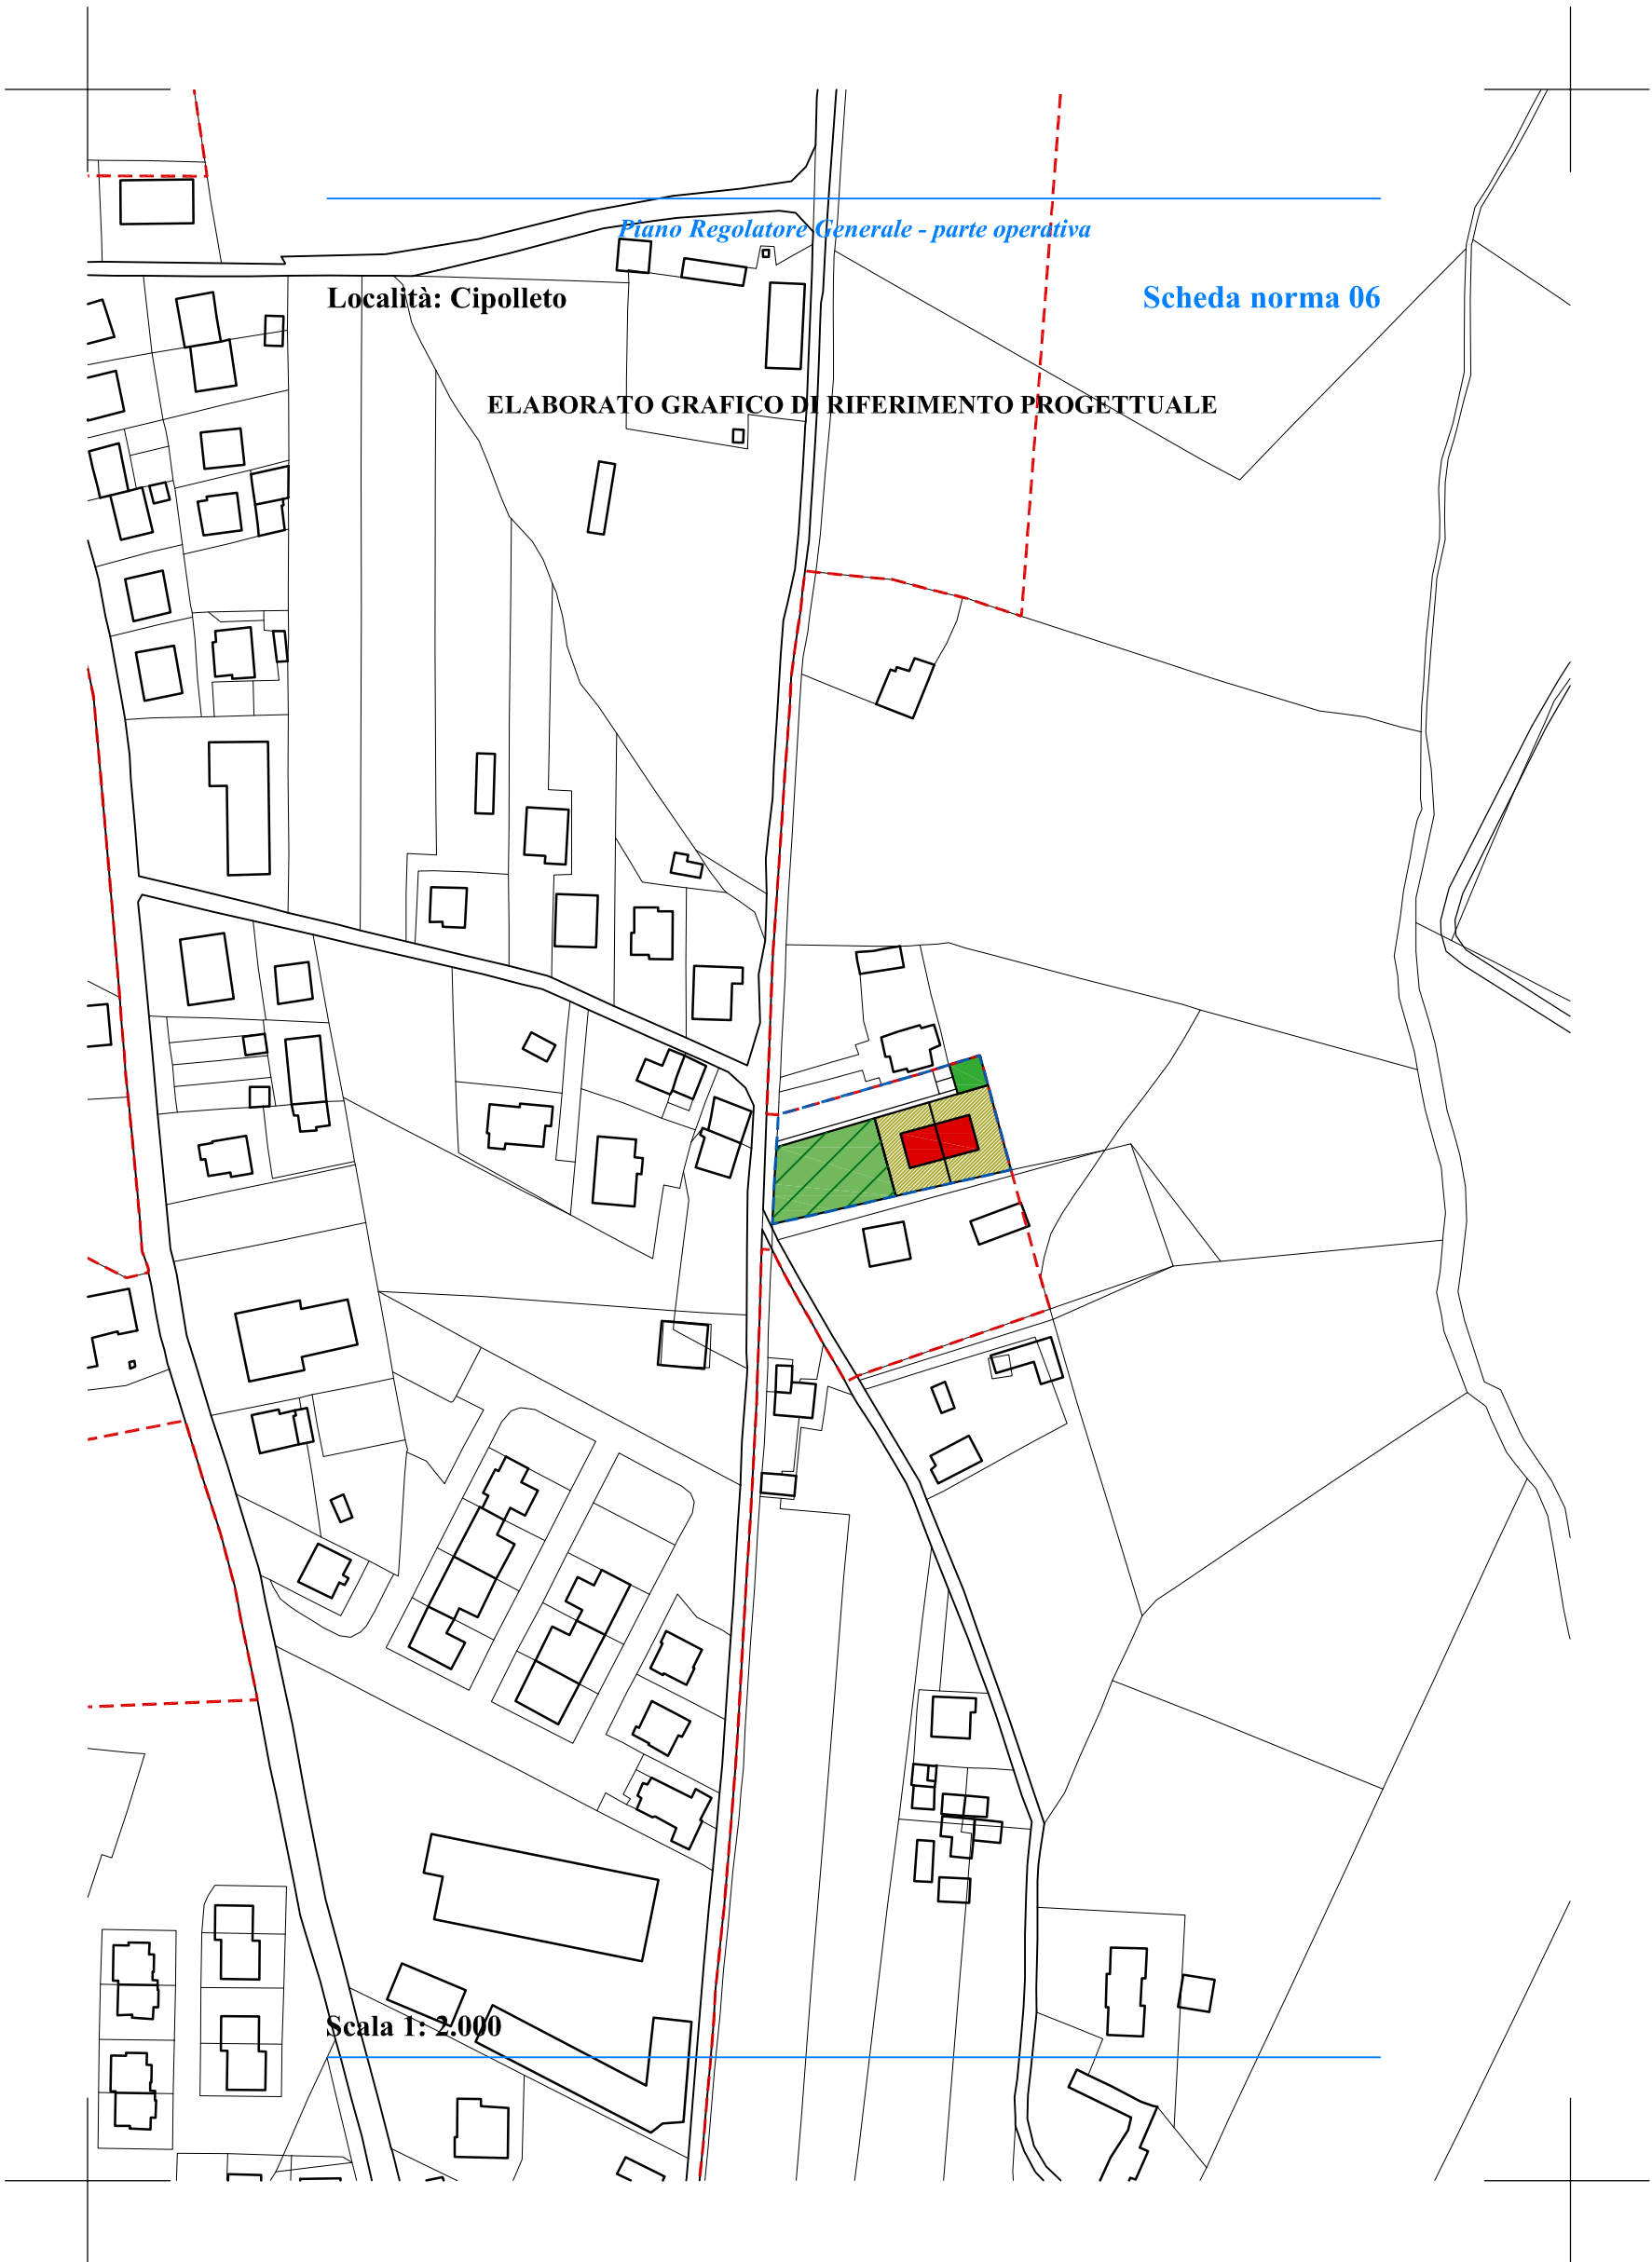 Piano Regolatore Generale - parte operativa
Località: Cipolleto Scheda norma 06
ELABORATO GRAFICO DI RIFERIMENTO PROGETTUALE
Scala 1: 2.000